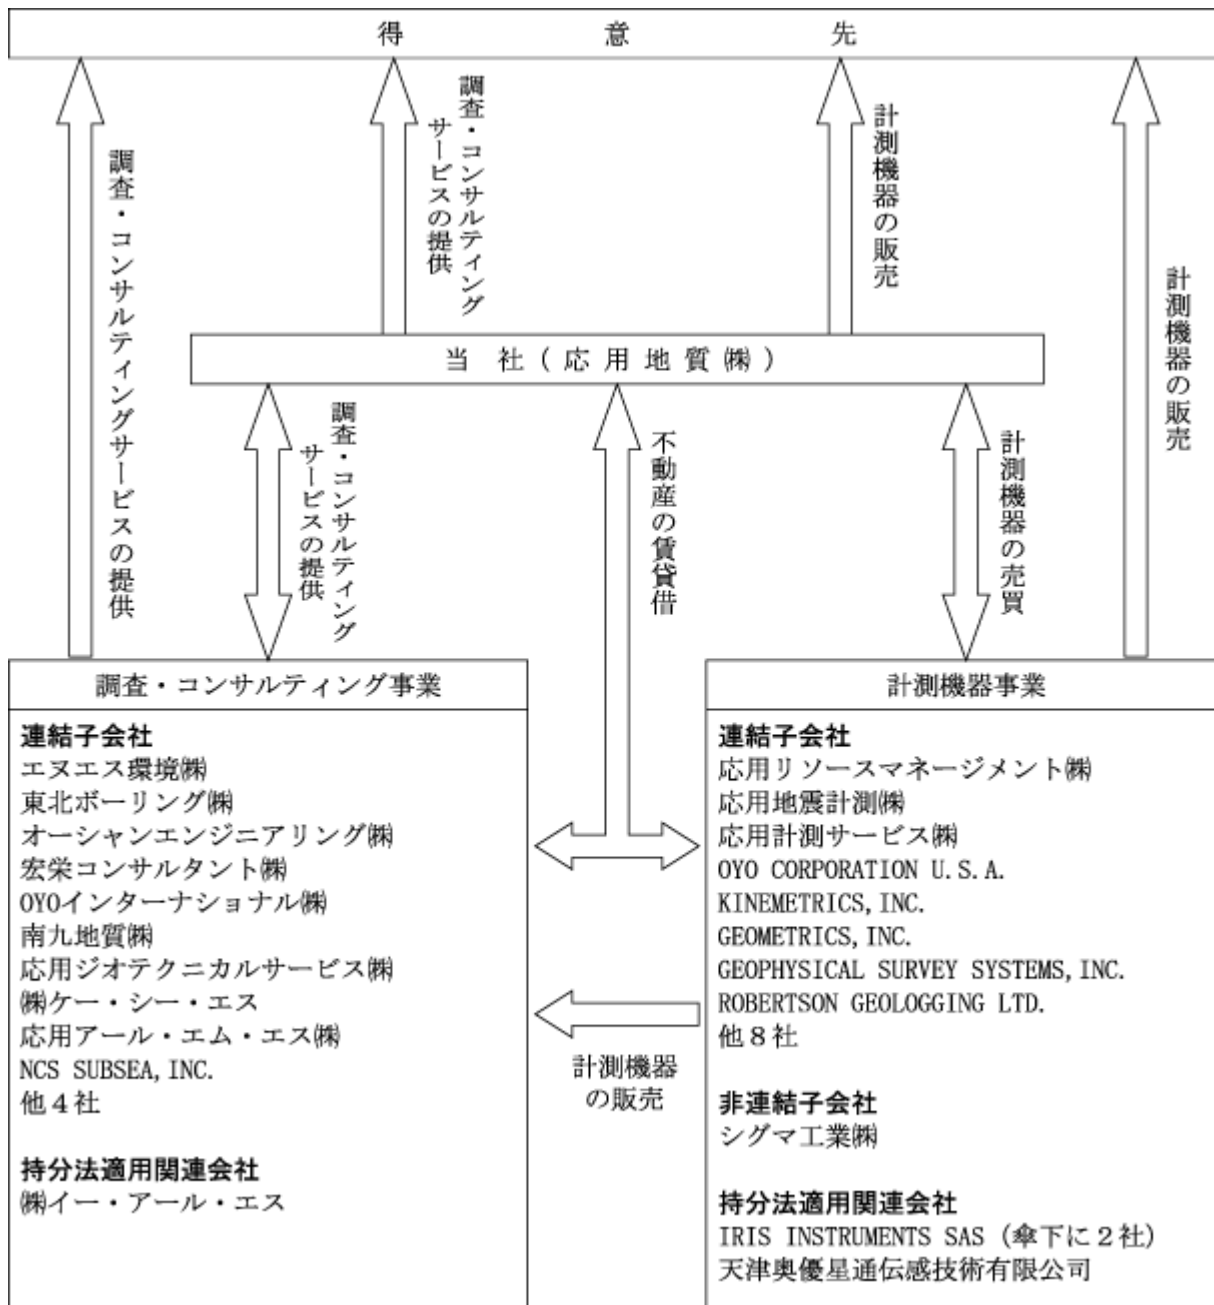 得意先
調査・コンサルティングサービスの提供
調査・コンサルティング
サービスの提供
計測機器の販売
計測機器の販売
当社(応用地質㈱)
調査・コンサルティング
サービスの提供
不動産の賃貸借
計測機器の売買
調査・コンサルティング事業
連結子会社
エヌエス環境㈱
東北ボーリング㈱
オーシャンエンジニアリング㈱
宏栄コンサルタント㈱
OYOインターナショナル㈱
南九地質㈱
応用ジオテクニカルサービス㈱
㈱ケー・シー・エス
応用アール・エム・エス㈱
NCS SUBSEA, INC.
他４社
持分法適用関連会社
㈱イー・アール・エス
計測機器
の販売
計測機器事業
連結子会社
応用リソースマネージメント㈱
応用地震計測㈱
応用計測サービス㈱
OYO CORPORATION U.S.A.
KINEMETRICS, INC.
GEOMETRICS, INC.
GEOPHYSICAL SURVEY SYSTEMS, INC.
ROBERTSON GEOLOGGING LTD.
他８社
非連結子会社
シグマ工業㈱
持分法適用関連会社
IRIS INSTRUMENTS SAS (傘下に２社)
天津奥優星通伝感技術有限公司